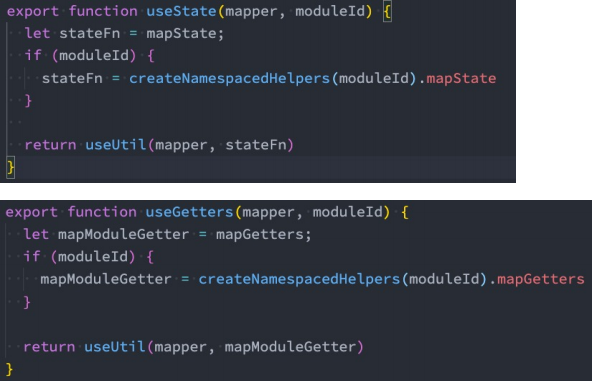 export function useState(mapper, moduleId) {
let stateFn = mapState;
if (moduleId) {
stateFn = createNamespacedHelpers(moduleId).mapState
}
return useUtil(mapper, stateFn)
}
export function useGetters(mapper, moduleId) {
let mapModuleGetter = mapGetters;
if (moduleId) {
mapModuleGetter = createNamespacedHelpers(moduleId).mapGetters
}
return useUtil(mapper, mapModuleGetter)
}